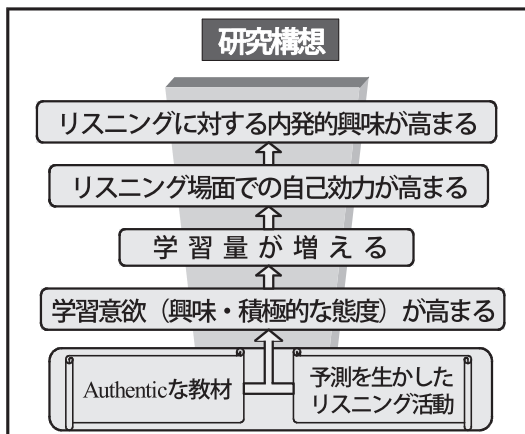 研究構想
リスニングに対する内発的興味が高まる
リスニング場面での自己効力が高まる
学習量が増える
学習意欲（興味・積極的な態度）が高まる
Authenticな教材
予測を生かした
リスニング活動